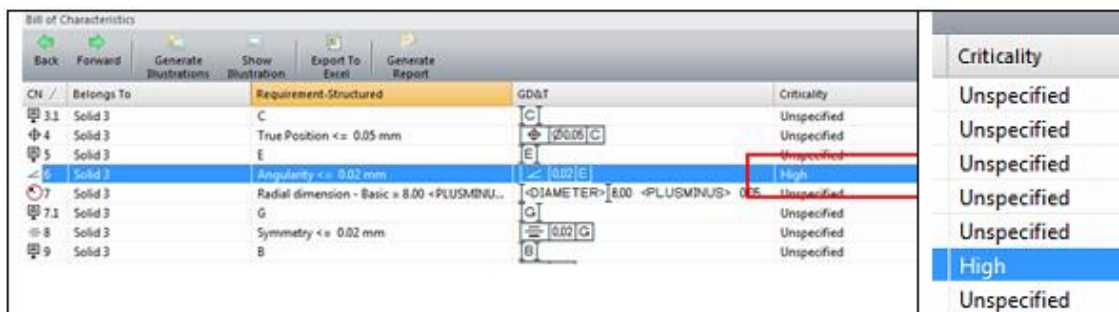 Bill of Characteristics
Back Forward Generate Illustrations Show Illustration Export To Excel Generate Report
CN / Belongs To Requirement-Structured GD&T Criticality
3.1 Solid 3 C C Unspecified
4 Solid 3 True Position <= 0.05 mm Ø0.05 C Unspecified
5 Solid 3 E E Unspecified
6 Solid 3 Angularity <= 0.02 mm 0.02 E High
7 Solid 3 Radial dimension - Basic = 8.00 <PLUSMINU... <DIAMETER> 8.00 <PLUSMINUS> 0.05 Unspecified
7.1 Solid 3 G G Unspecified
8 Solid 3 Symmetry <= 0.02 mm 0.02 G Unspecified
9 Solid 3 B B Unspecified
Criticality
Unspecified
Unspecified
Unspecified
Unspecified
Unspecified
High
Unspecified